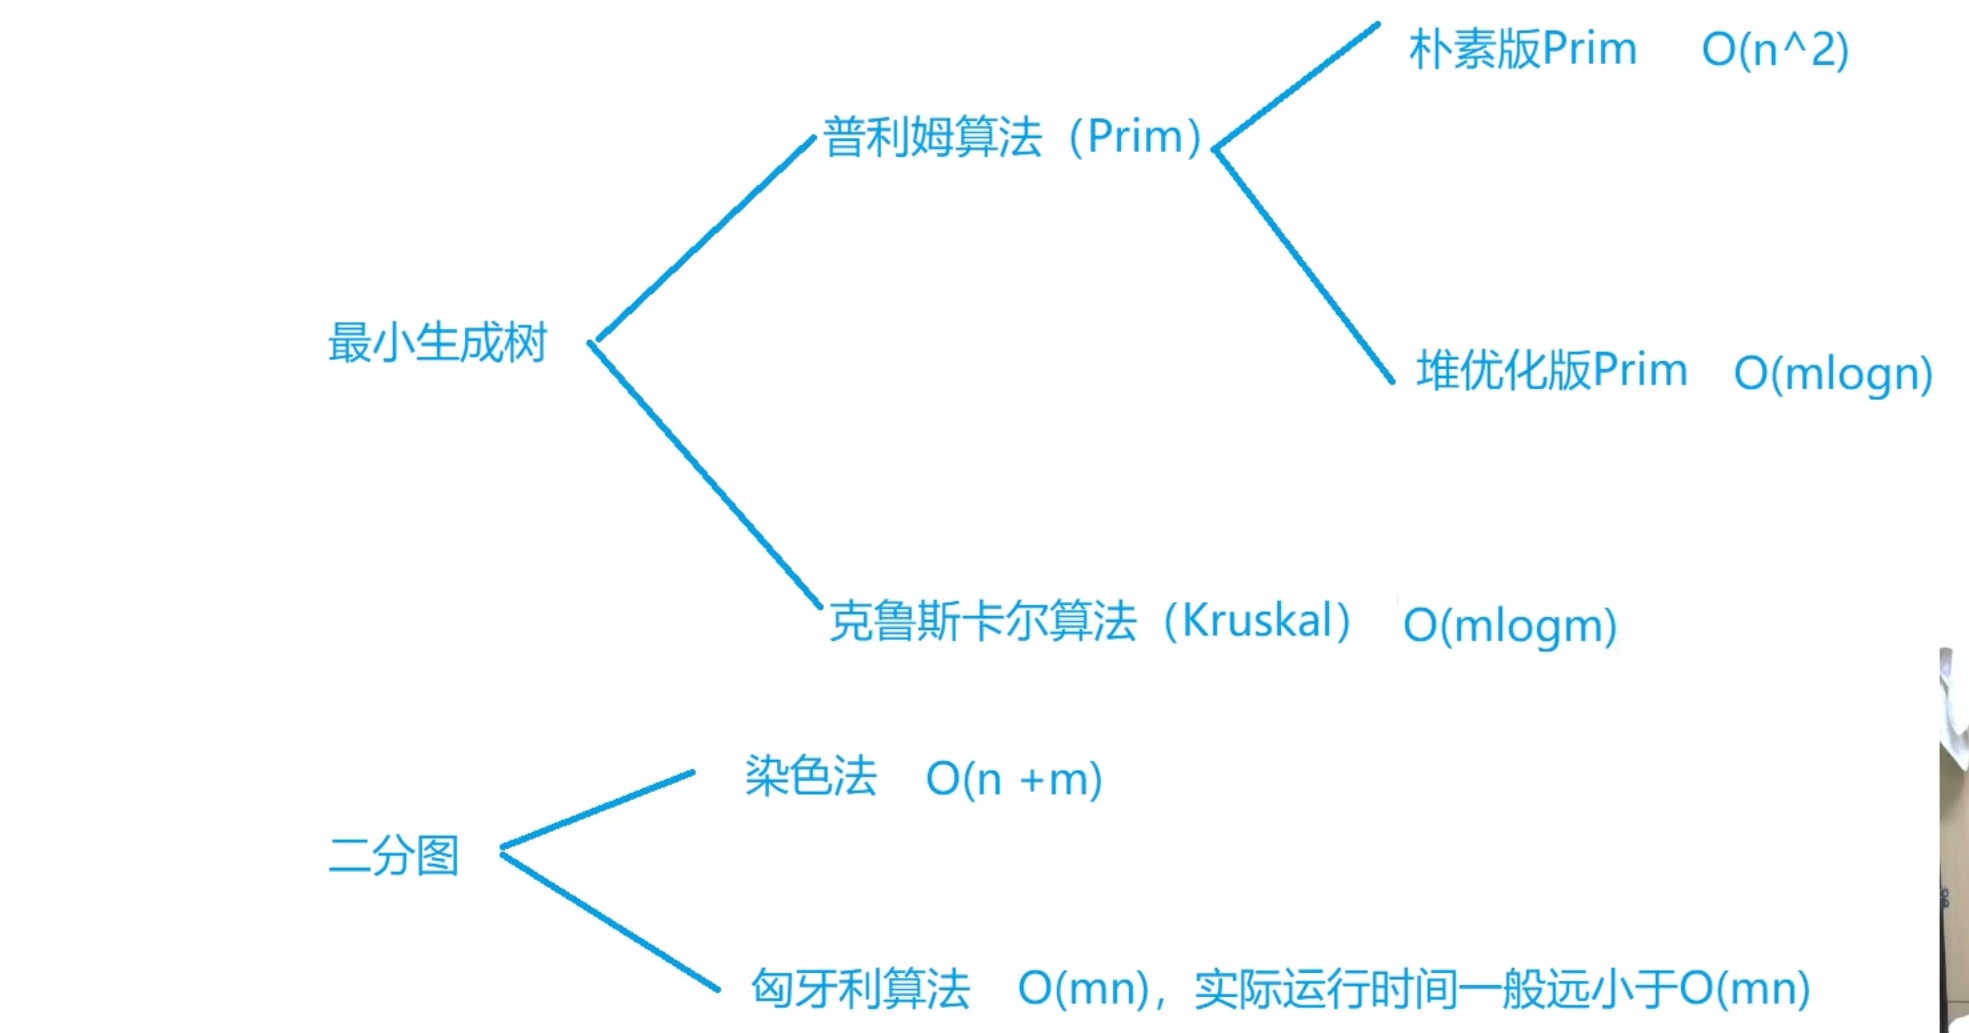 朴素版Prim O(n^2)
普利姆算法（Prim）
最小生成树
堆优化版Prim O(mlogn)
克鲁斯卡尔算法（Kruskal） O(mlogm)
染色法 O(n +m)
二分图
匈牙利算法 O(mn)，实际运行时间一般远小于O(mn)